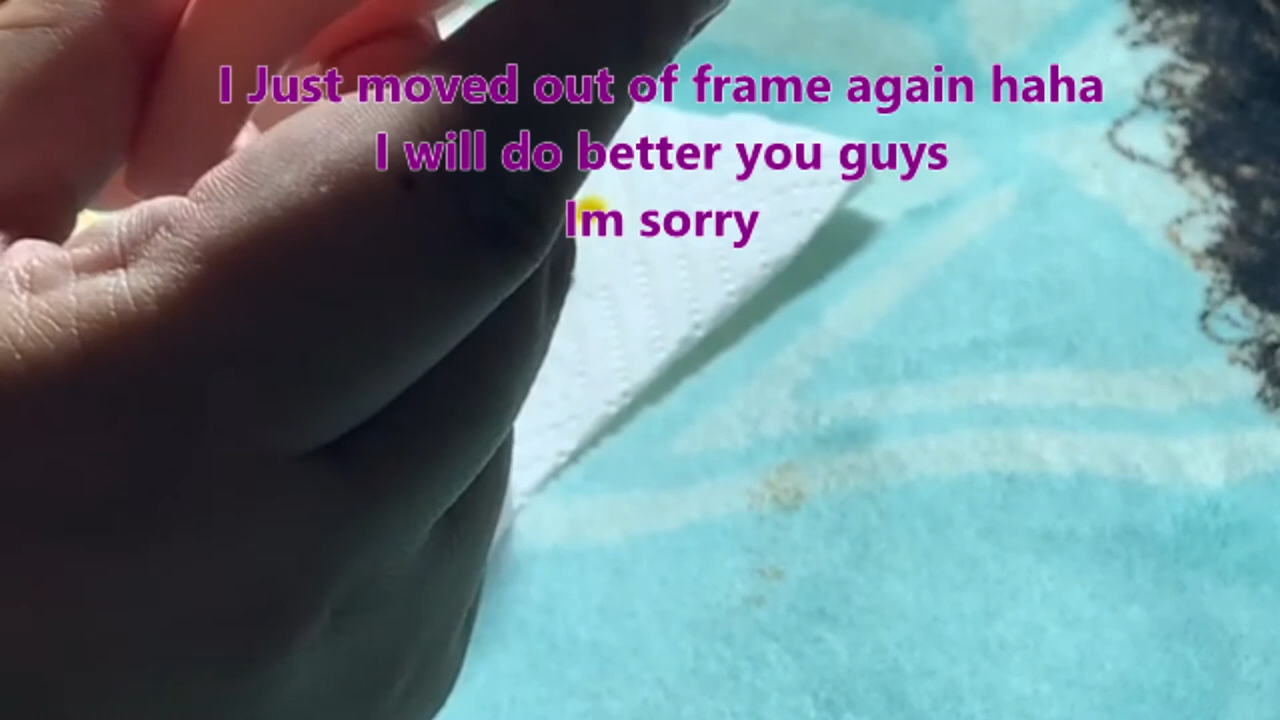 I Just moved out of frame again haha
I will do better you guys
Im sorry